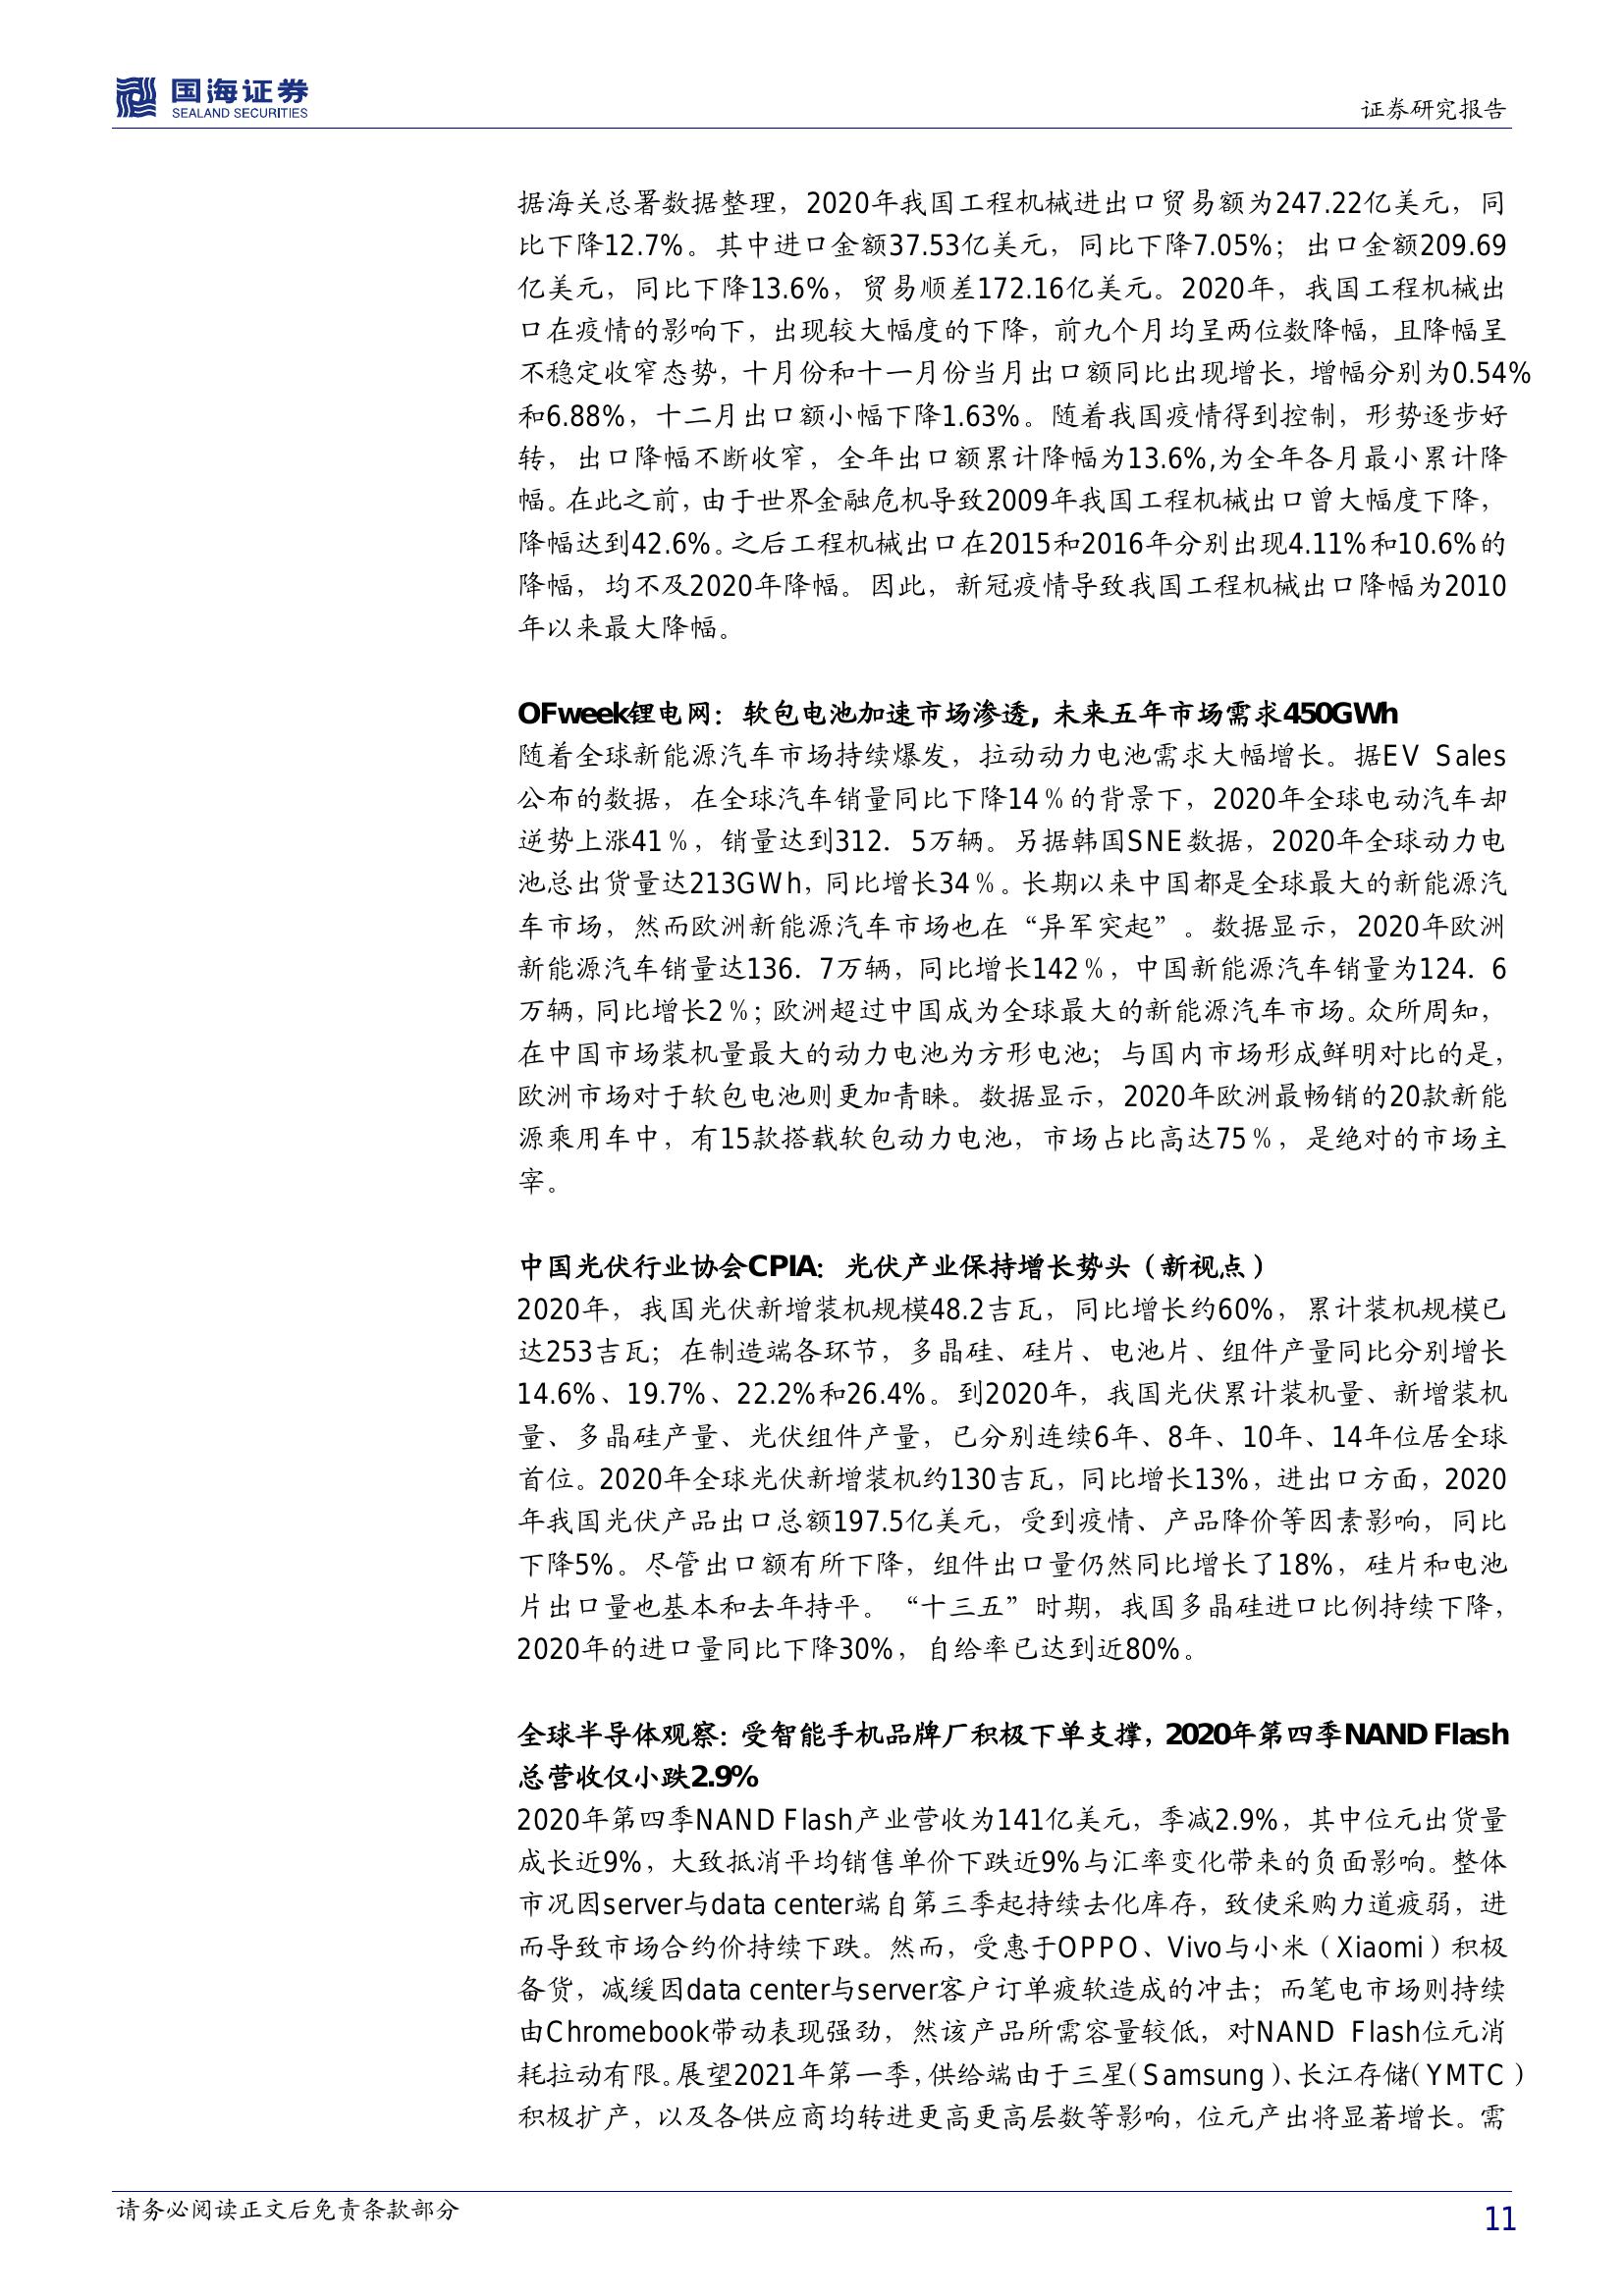 国海证券
SEALAND SECURITIES
证券研究报告
据海关总署数据整理，2020年我国工程机械进出口贸易额为247.22亿美元，同
比下降12.7%。其中进口金额37.53亿美元，同比下降7.05%；出口金额209.69
亿美元，同比下降13.6%，贸易顺差172.16亿美元。2020年，我国工程机械出
口在疫情的影响下，出现较大幅度的下降，前九个月均呈两位数降幅，且降幅呈
不稳定收窄态势，十月份和十一月份当月出口额同比出现增长，增幅分别为0.54%
和6.88%，十二月出口额小幅下降1.63%。随着我国疫情得到控制，形势逐步好
转，出口降幅不断收窄，全年出口额累计降幅为13.6%,为全年各月最小累计降
幅。在此之前，由于世界金融危机导致2009年我国工程机械出口曾大幅度下降，
降幅达到42.6%。之后工程机械出口在2015和2016年分别出现4.11%和10.6%的
降幅，均不及2020年降幅。因此，新冠疫情导致我国工程机械出口降幅为2010
年以来最大降幅。
OFweek锂电网：软包电池加速市场渗透，未来五年市场需求450GWh
随着全球新能源汽车市场持续爆发，拉动动力电池需求大幅增长。据EV Sales
公布的数据，在全球汽车销量同比下降14％的背景下，2020年全球电动汽车却
逆势上涨41％，销量达到312．5万辆。另据韩国SNE数据，2020年全球动力电
池总出货量达213GWh，同比增长34％。长期以来中国都是全球最大的新能源汽
车市场，然而欧洲新能源汽车市场也在“异军突起”。数据显示，2020年欧洲
新能源汽车销量达136．7万辆，同比增长142％，中国新能源汽车销量为124．6
万辆，同比增长2％；欧洲超过中国成为全球最大的新能源汽车市场。众所周知，
在中国市场装机量最大的动力电池为方形电池；与国内市场形成鲜明对比的是，
欧洲市场对于软包电池则更加青睐。数据显示，2020年欧洲最畅销的20款新能
源乘用车中，有15款搭载软包动力电池，市场占比高达75％，是绝对的市场主
宰。
中国光伏行业协会CPIA：光伏产业保持增长势头（新视点）
2020年，我国光伏新增装机规模48.2吉瓦，同比增长约60%，累计装机规模已
达253吉瓦；在制造端各环节，多晶硅、硅片、电池片、组件产量同比分别增长
14.6%、19.7%、22.2%和26.4%。到2020年，我国光伏累计装机量、新增装机
量、多晶硅产量、光伏组件产量，已分别连续6年、8年、10年、14年位居全球
首位。2020年全球光伏新增装机约130吉瓦，同比增长13%，进出口方面，2020
年我国光伏产品出口总额197.5亿美元，受到疫情、产品降价等因素影响，同比
下降5%。尽管出口额有所下降，组件出口量仍然同比增长了18%，硅片和电池
片出口量也基本和去年持平。“十三五”时期，我国多晶硅进口比例持续下降，
2020年的进口量同比下降30%，自给率已达到近80%。
全球半导体观察：受智能手机品牌厂积极下单支撑，2020年第四季NAND Flash
总营收仅小跌2.9%
2020年第四季NAND Flash产业营收为141亿美元，季减2.9%，其中位元出货量
成长近9%，大致抵消平均销售单价下跌近9%与汇率变化带来的负面影响。整体
市况因server与data center端自第三季起持续去化库存，致使采购力道疲弱，进
而导致市场合约价持续下跌。然而，受惠于OPPO、Vivo与小米（Xiaomi）积极
备货，减缓因data center与server客户订单疲软造成的冲击；而笔电市场则持续
由Chromebook带动表现强劲，然该产品所需容量较低，对NAND Flash位元消
耗拉动有限。展望2021年第一季，供给端由于三星（Samsung）、长江存储（YMTC）
积极扩产，以及各供应商均转进更高更高层数等影响，位元产出将显著增长。需
请务必阅读正文后免责条款部分
11